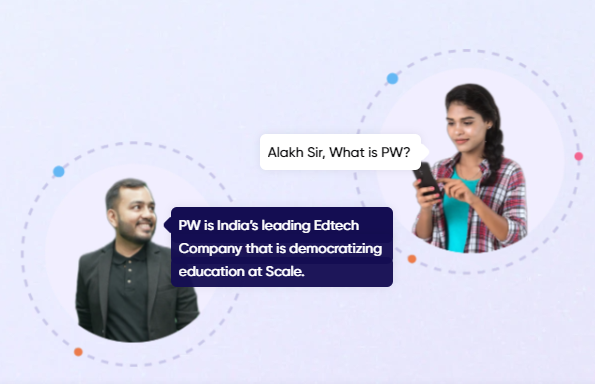 Alakh Sir, What is PW?
PW is India's leading Edtech
Company that is democratizing
education at Scale.